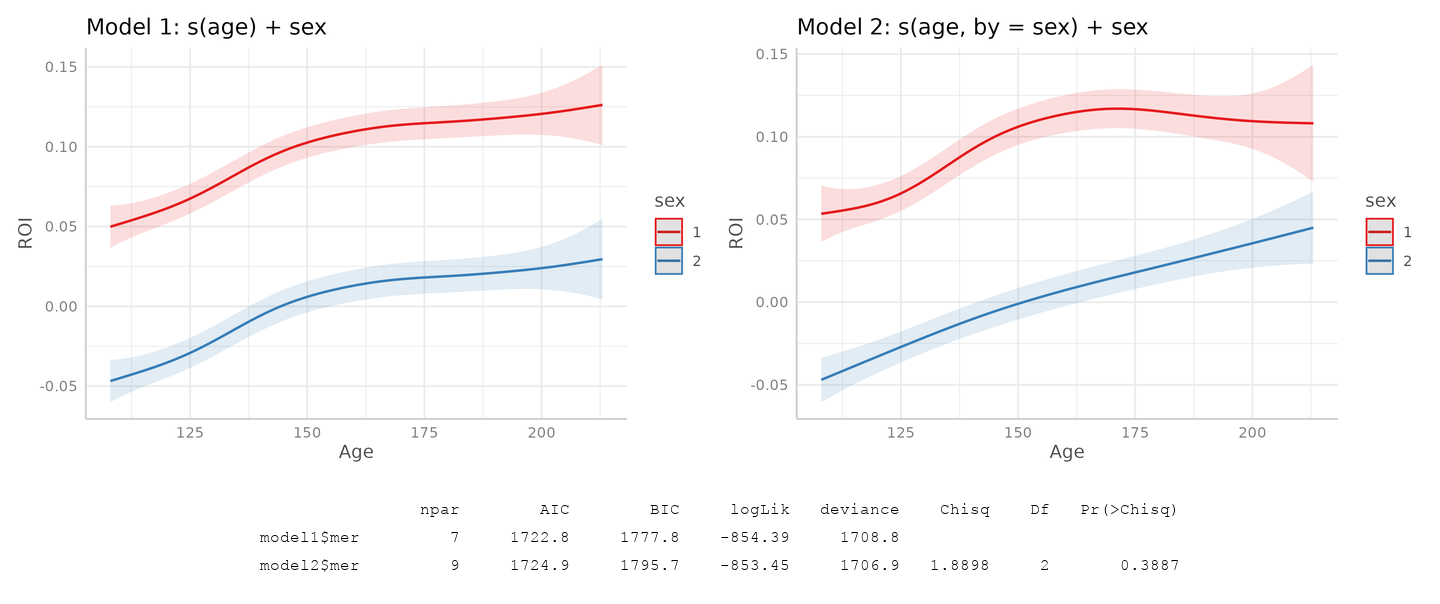 Model 1: s(age) + sex
0.15
0.10
0.05
0.00
-0.05
ROI
125 150 175 200
Age
sex
1
2
Model 2: s(age, by = sex) + sex
0.15
0.10
0.05
0.00
-0.05
ROI
125 150 175 200
Age
sex
1
2
npar AIC BIC logLik deviance Chisq Df Pr(>Chisq)
model1$mer 7 1722.8 1777.8 -854.39 1708.8
model2$mer 9 1724.9 1795.7 -853.45 1706.9 1.8898 2 0.3887